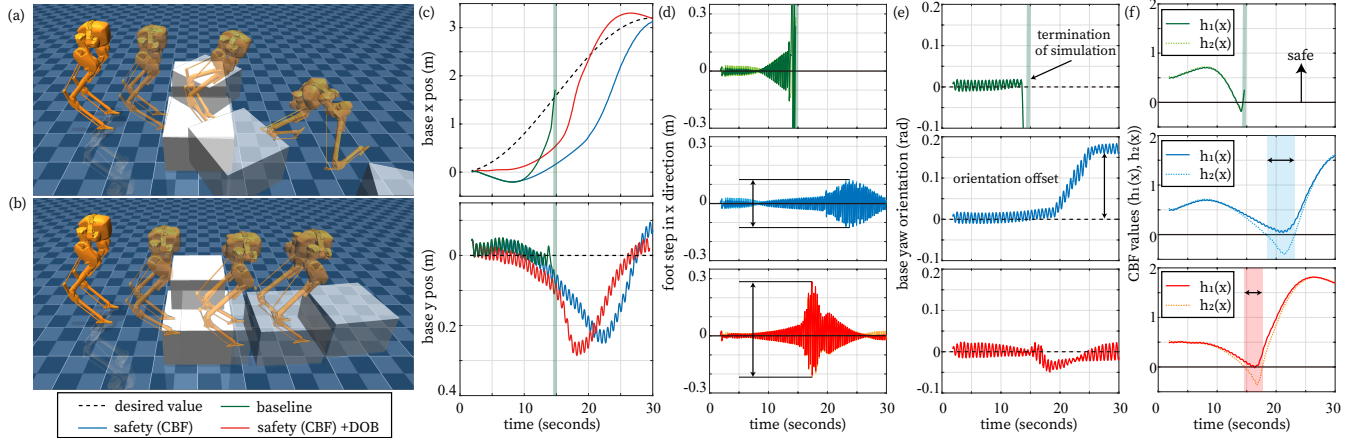 (a)
(b)
desired value
baseline
safety (CBF)
safety (CBF) +DOB
(c)
base x pos (m)
3
2
1
0
base y pos (m)
0
0.2
0.4
0
10
20
30
time (seconds)
(d)
foot step in x direction (m)
0.3
0
-0.3
0.3
0
-0.3
0.3
0
-0.3
0
10
20
30
time (seconds)
(e)
base yaw orientation (rad)
0.2
0.1
0
-0.1
termination
of simulation
0.2
0.1
0
-0.1
orientation offset
0.2
0.1
0
-0.1
0
10
20
30
time (seconds)
(f)
CBF values (h₁(x), h₂(x))
2
1
0
h₁(x)
h₂(x)
safe
2
1
0
h₁(x)
h₂(x)
2
1
0
h₁(x)
h₂(x)
0
10
20
30
time (seconds)